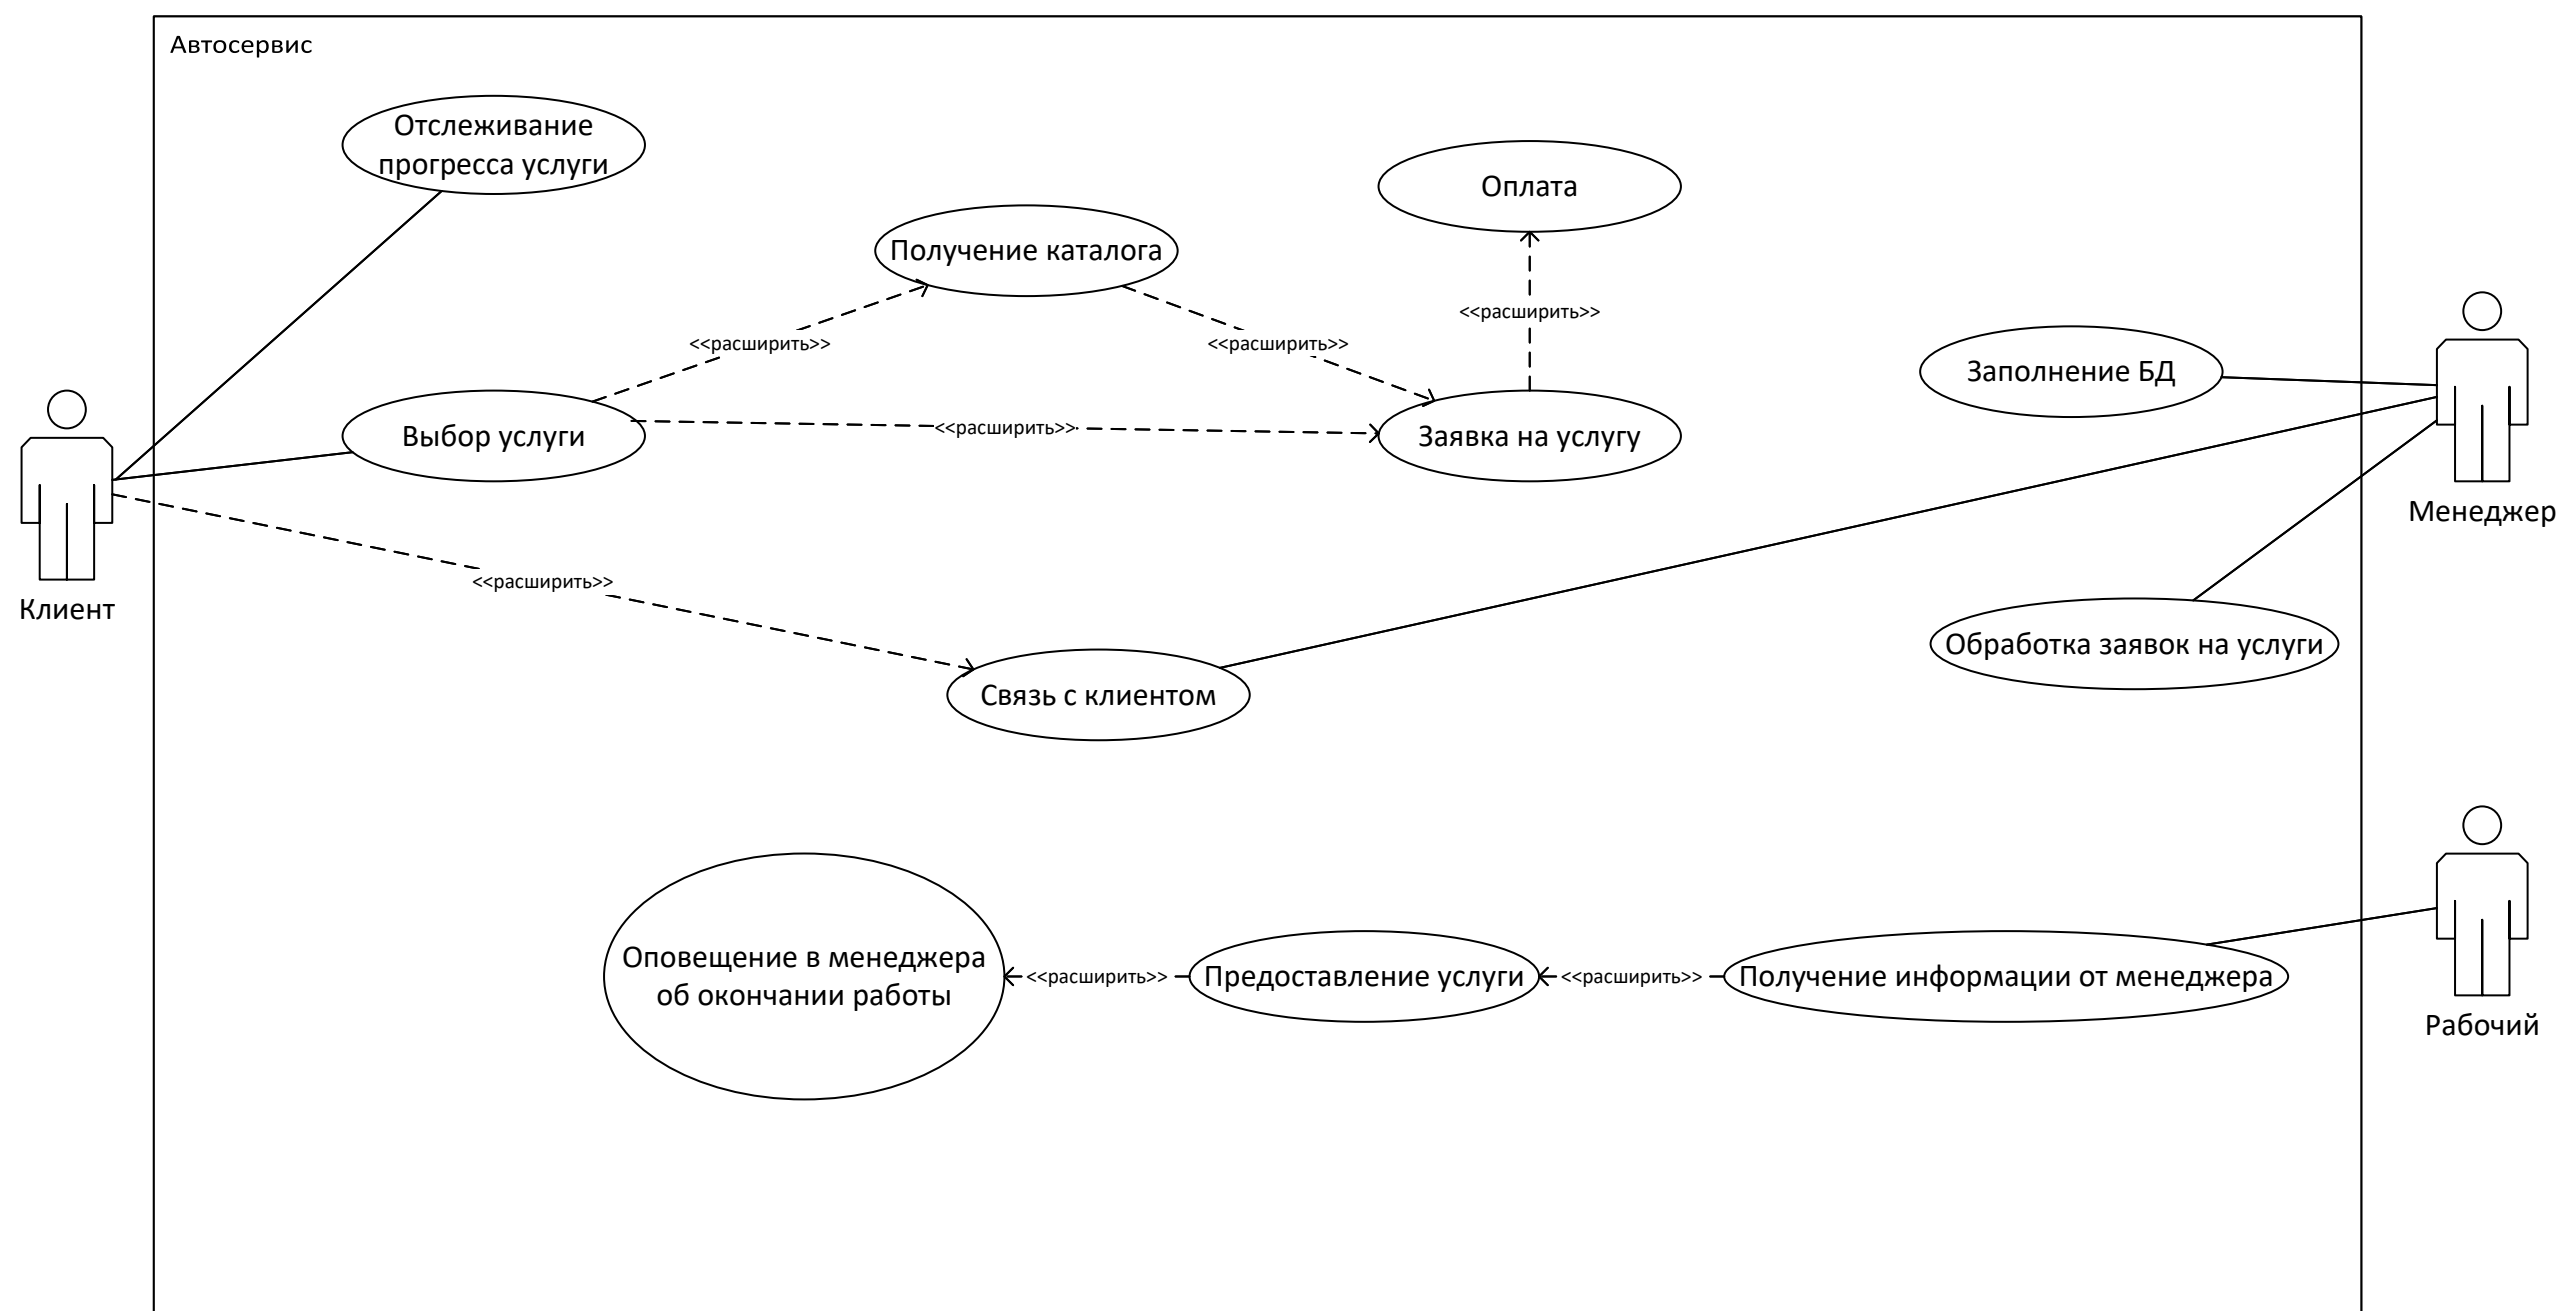 Автосервис
Отслеживание
прогресса услуги
Оплата
Получение каталога
<<расширить>>
<<расширить>>
<<расширить>>
Заполнение БД
Выбор услуги
<<расширить>>
Заявка на услугу
Менеджер
<<расширить>>
Клиент
Обработка заявок на услуги
Связь с клиентом
Оповещение в менеджера
об окончании работы
<<расширить>>
Предоставление услуги
<<расширить>>
Получение информации от менеджера
Рабочий